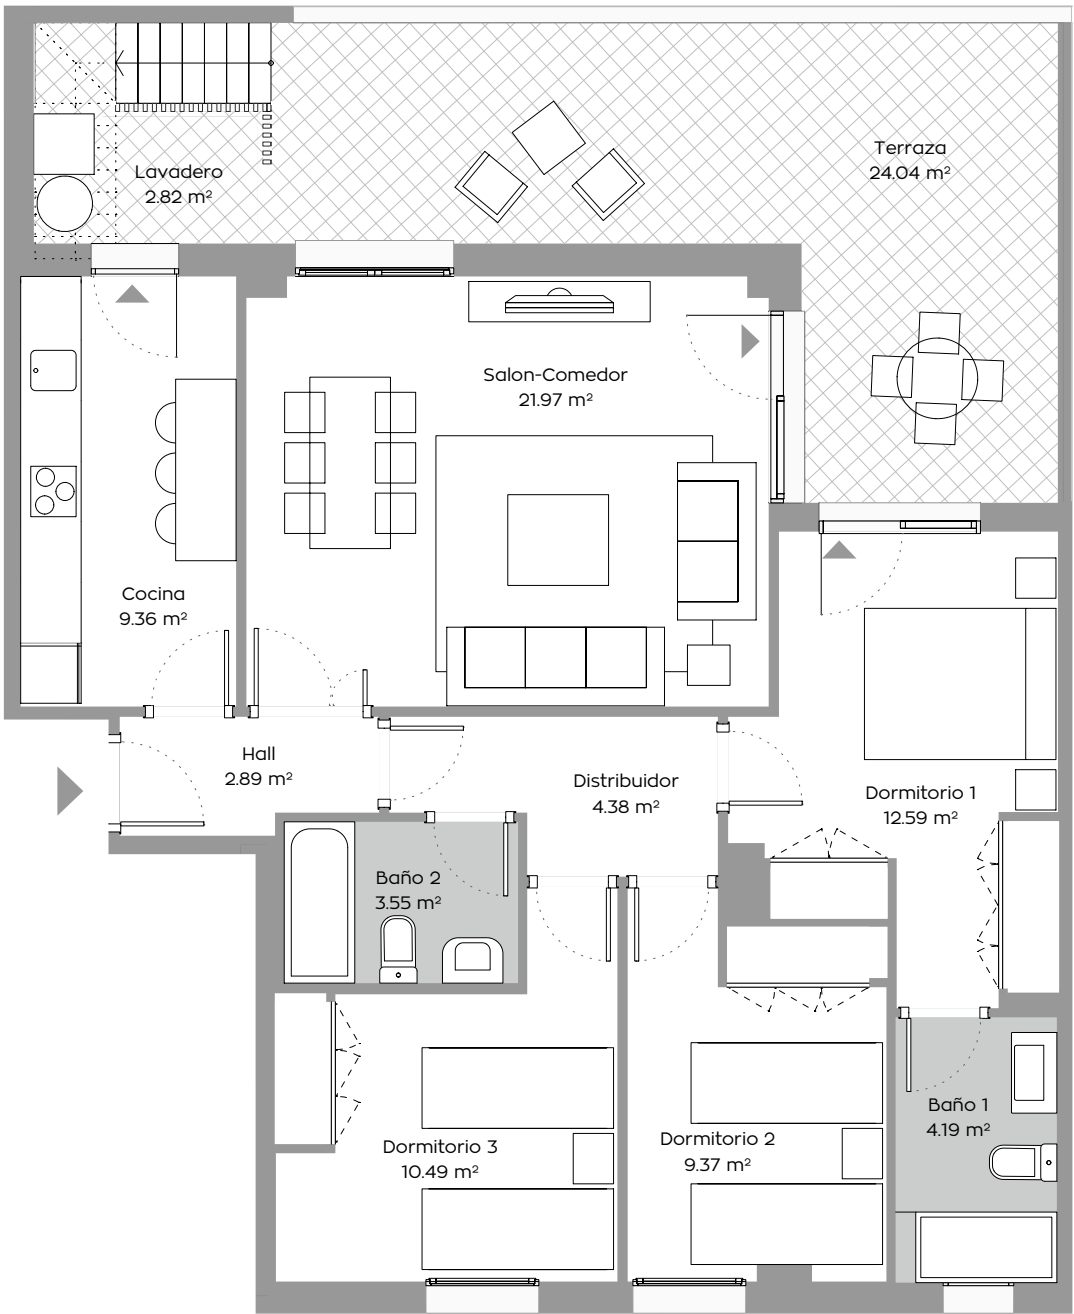 Terraza
24.04 m²
Lavadero
2.82 m²
Salon-Comedor
21.97 m²
Cocina
9.36 m²
Hall
2.89 m²
Distribuidor
4.38 m²
Dormitorio 1
12.59 m²
Baño 2
3.55 m²
Baño 1
4.19 m²
Dormitorio 3
10.49 m²
Dormitorio 2
9.37 m²